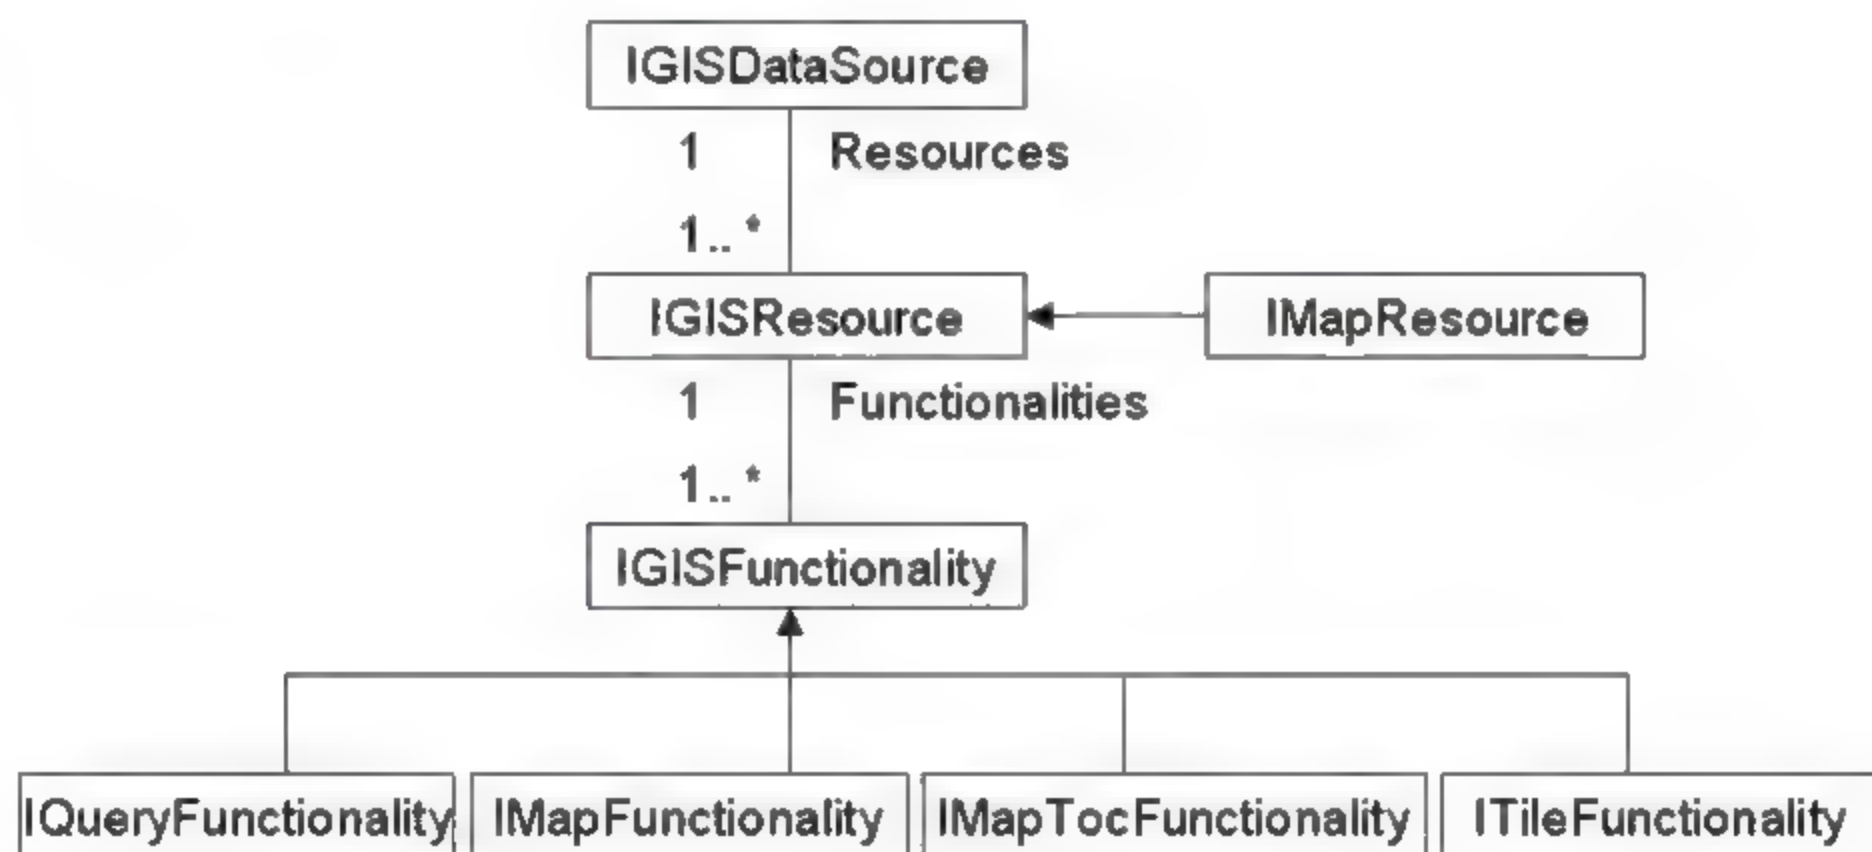 IGISDataSource
1 Resources
1..*
IGISResource IMapResource
1 Functionalities
1..*
IGISFunctionality
IQueryFunctionality IMapFunctionality IMapTocFunctionality ITileFunctionality